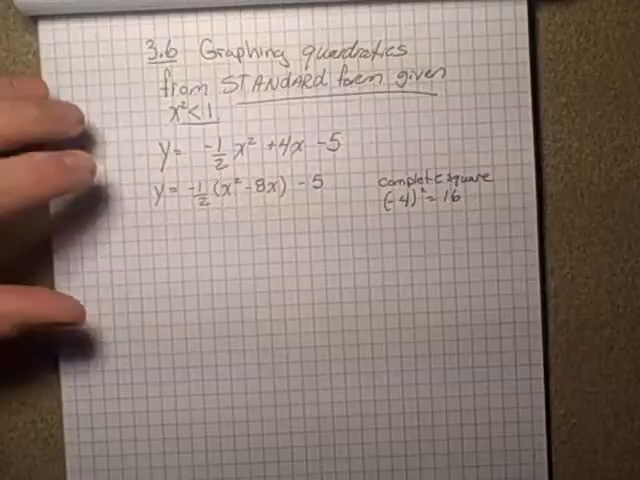 3.6 Graphing quadratics
from STANDARD form given
x²<1
y = -1/2 x² +4x -5
y = -1/2 (x² - 8x) - 5
complete square
(-4)² = 16